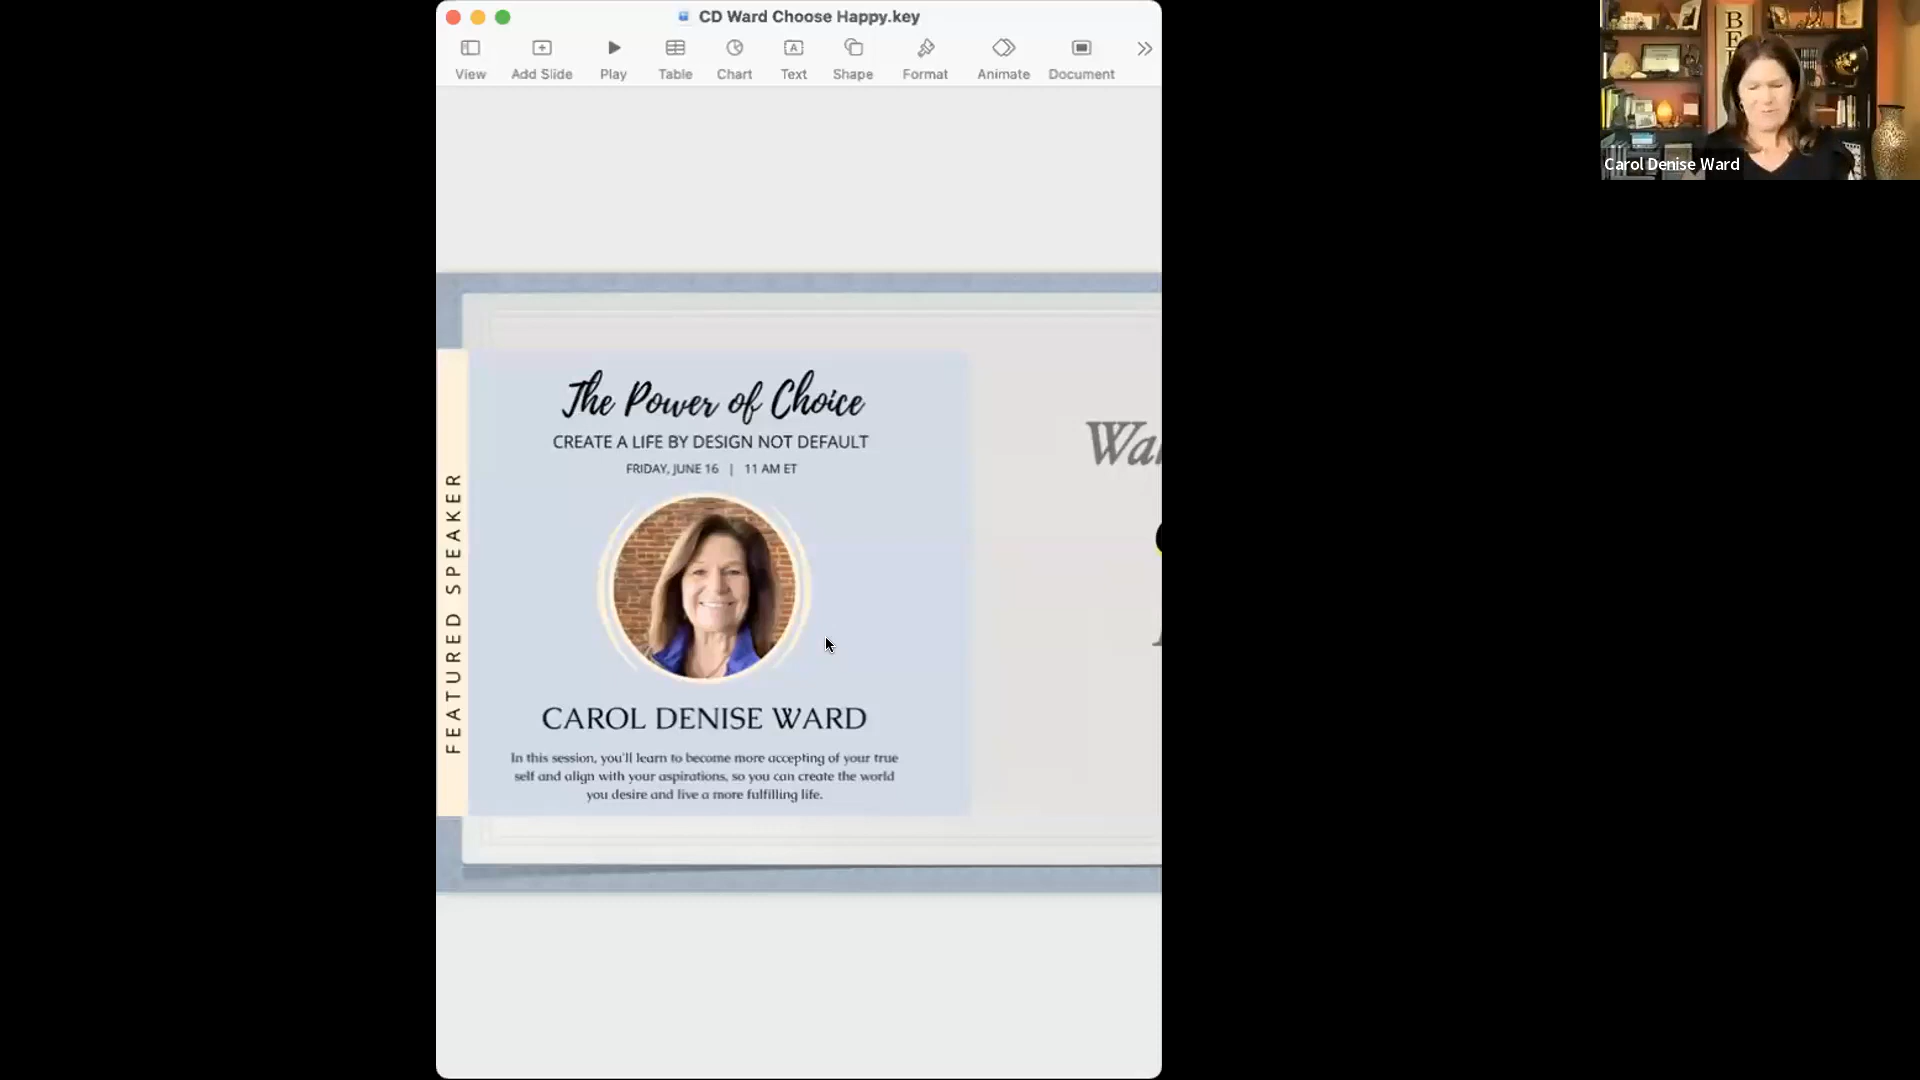 CD Ward Choose Happy.key
View
Add Slide
Play
Table
Chart
Text
Shape
Format
Animate
Document
Carol Denise Ward
FEATURED SPEAKER
The Power of Choice
CREATE A LIFE BY DESIGN NOT DEFAULT
FRIDAY, JUNE 16 | 11 AM ET
CAROL DENISE WARD
In this session, you'll learn to become more accepting of your true
self and align with your aspirations, so you can create the world
you desire and live a more fulfilling life.